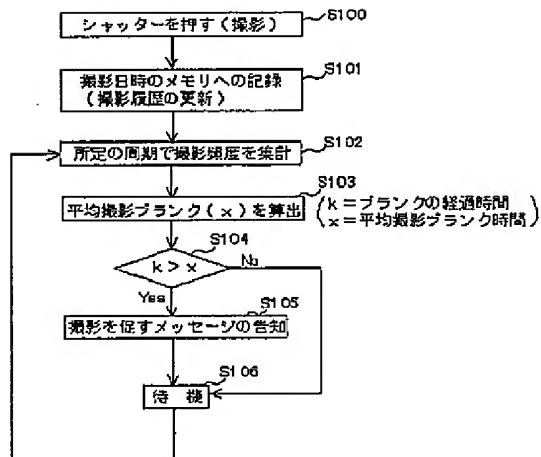 シャッターを押す(撮影)
S100
撮影日時のメモリへの記録
(撮影履歴の更新)
S101
所定の周期で撮影頻度を集計
S102
S103
平均撮影ブランク(x)を算出
(k=ブランクの経過時間
x=平均撮影ブランク時間)
S104
k>x
No
Yes
S105
撮影を促すメッセージの告知
S106
待 機